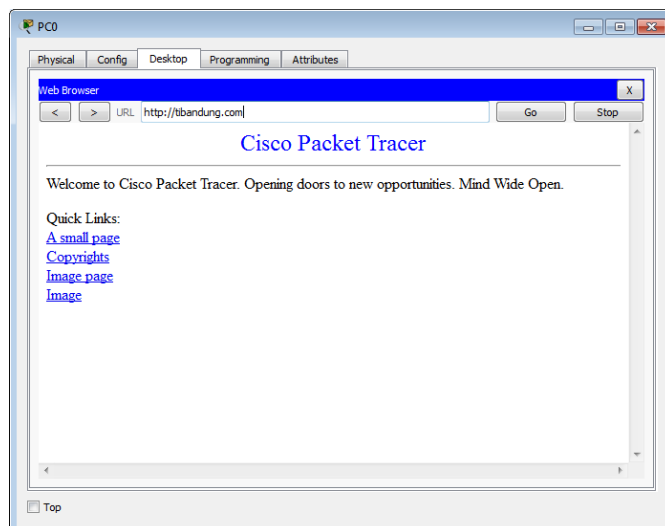 PC0
Physical Config Desktop Programming Attributes
Web Browser X
< > URL http://tibandung.com Go Stop
Cisco Packet Tracer
Welcome to Cisco Packet Tracer. Opening doors to new opportunities. Mind Wide Open.
Quick Links:
A small page
Copyrights
Image page
Image
Top